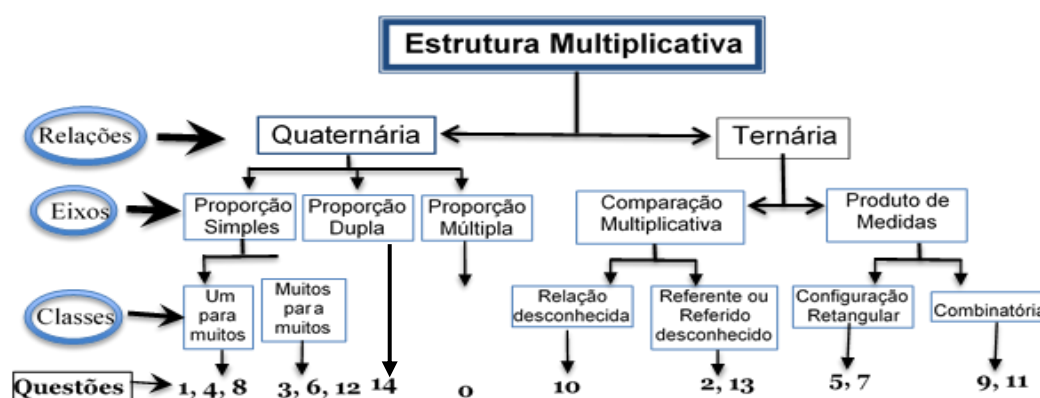 Estrutura Multiplicativa
Relações
Quaternária
Ternária
Eixos
Proporção
Simples
Proporção
Dupla
Proporção
Múltipla
Comparação
Multiplicativa
Produto de
Medidas
Classes
Um
para
muitos
Muitos
para
muitos
Relação
desconhecida
Referente ou
Referido
desconhecido
Configuração
Retangular
Combinatória
Questões
1, 4, 8
3, 6, 12
14
0
10
2, 13
5, 7
9, 11